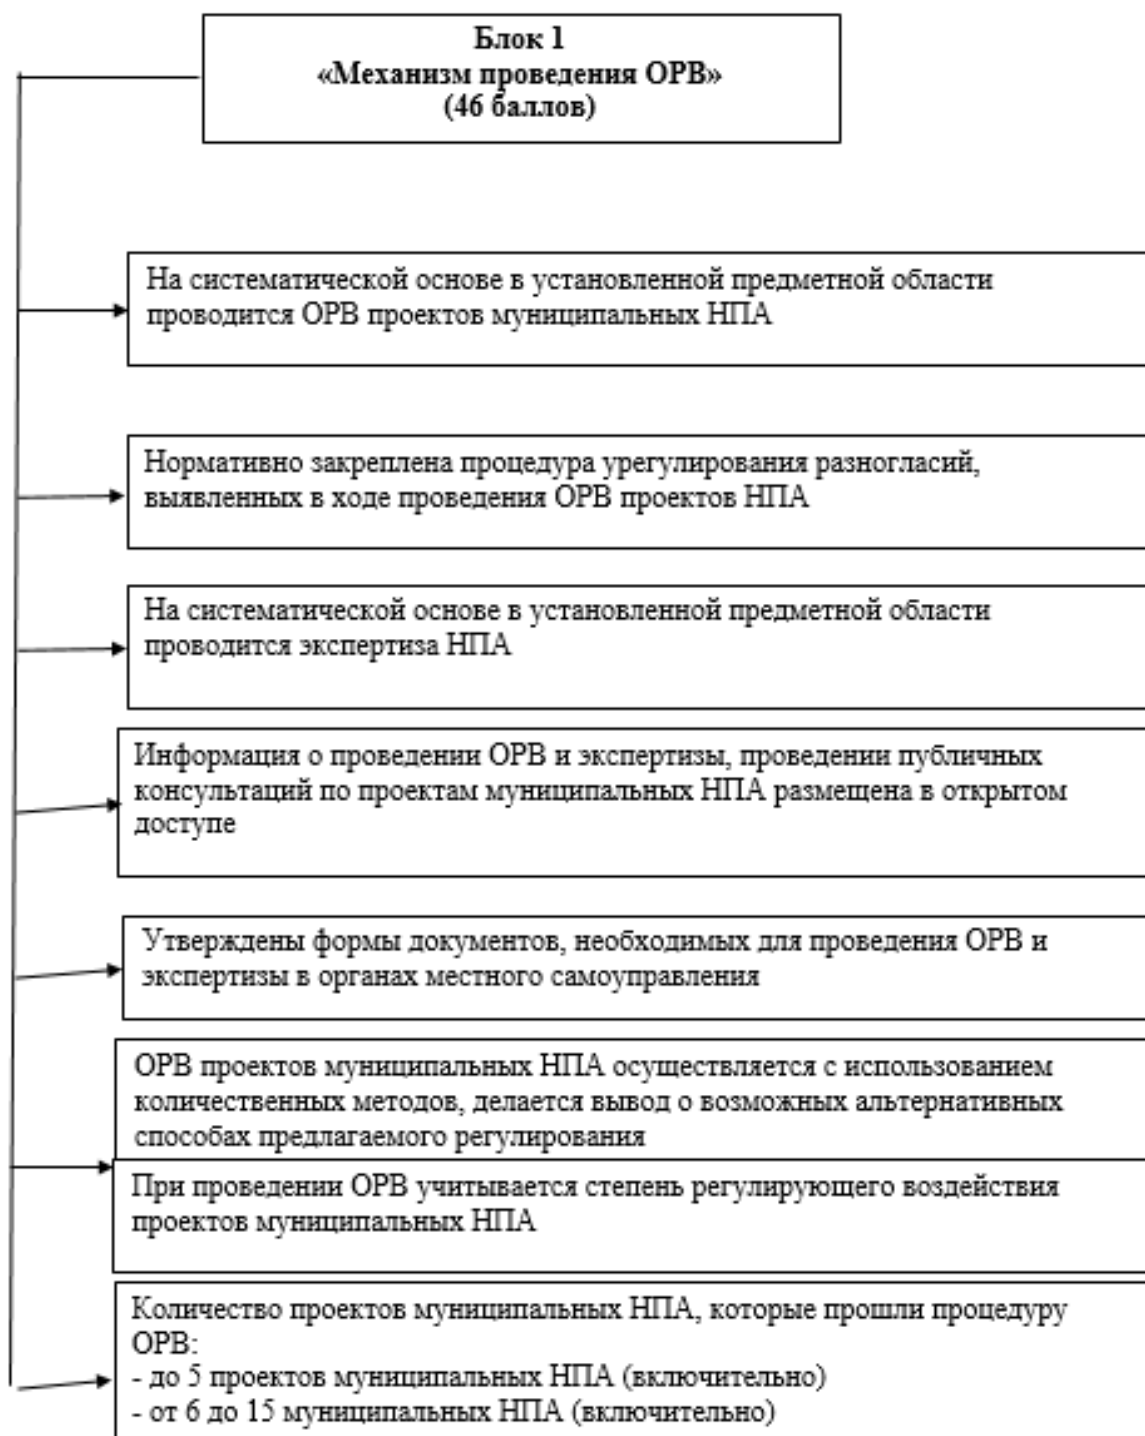 Блок 1
«Механизм проведения ОРВ»
(46 баллов)
На систематической основе в установленной предметной области
проводится ОРВ проектов муниципальных НПА
Нормативно закреплена процедура урегулирования разногласий,
выявленных в ходе проведения ОРВ проектов НПА
На систематической основе в установленной предметной области
проводится экспертиза НПА
Информация о проведении ОРВ и экспертизы, проведении публичных
консультаций по проектам муниципальных НПА размещена в открытом
доступе
Утверждены формы документов, необходимых для проведения ОРВ и
экспертизы в органах местного самоуправления
ОРВ проектов муниципальных НПА осуществляется с использованием
количественных методов, делается вывод о возможных альтернативных
способах предлагаемого регулирования
При проведении ОРВ учитывается степень регулирующего воздействия
проектов муниципальных НПА
Количество проектов муниципальных НПА, которые прошли процедуру
ОРВ:
- до 5 проектов муниципальных НПА (включительно)
- от 6 до 15 муниципальных НПА (включительно)